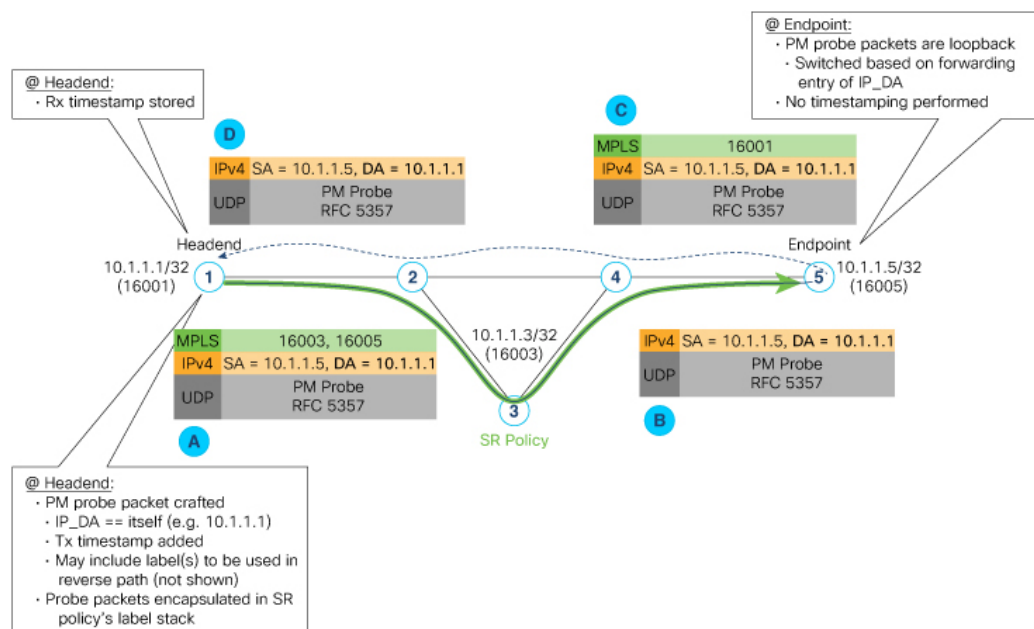 @ Endpoint:
· PM probe packets are loopback
· Switched based on forwarding
entry of IP_DA
· No timestamping performed
@ Headend:
· Rx timestamp stored
D
IPv4 SA = 10.1.1.5, DA = 10.1.1.1
UDP
PM Probe
RFC 5357
C
MPLS 16001
IPv4 SA = 10.1.1.5, DA = 10.1.1.1
UDP
PM Probe
RFC 5357
Headend
10.1.1.1/32
(16001)
1
2
4
Endpoint
5
10.1.1.5/32
(16005)
10.1.1.3/32
(16003)
3
SR Policy
MPLS 16003, 16005
IPv4 SA = 10.1.1.5, DA = 10.1.1.1
UDP
PM Probe
RFC 5357
A
IPv4 SA = 10.1.1.5, DA = 10.1.1.1
UDP
PM Probe
RFC 5357
B
@ Headend:
· PM probe packet crafted
· IP_DA == itself (e.g. 10.1.1.1)
· Tx timestamp added
· May include label(s) to be used in
reverse path (not shown)
· Probe packets encapsulated in SR
policy's label stack